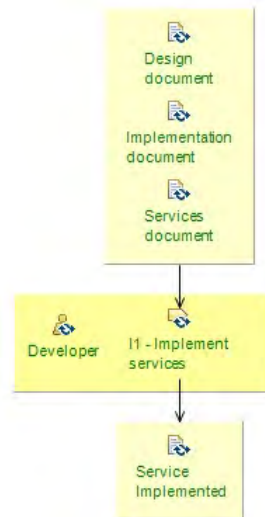 Design
document
Implementation
document
Services
document
Developer
I1 - Implement
services
Service
Implemented